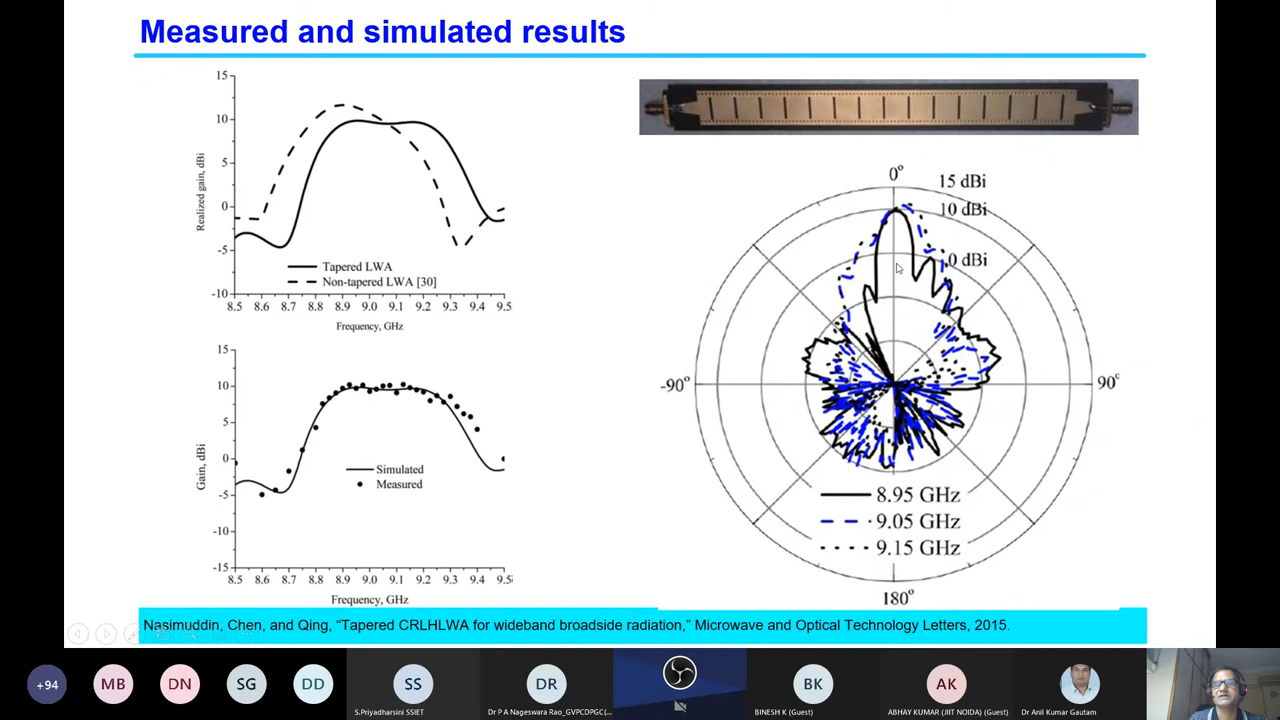 Measured and simulated results
15
10
5
0
-5
-10
Realized gain, dBi
Tapered LWA
Non-tapered LWA [30]
8.5 8.6 8.7 8.8 8.9 9.0 9.1 9.2 9.3 9.4 9.5
Frequency, GHz
15
10
5
0
-5
-10
-15
Gain, dBi
Simulated
Measured
8.5 8.6 8.7 8.8 8.9 9.0 9.1 9.2 9.3 9.4 9.5
Frequency, GHz
0°
15 dBi
10 dBi
0 dBi
-90°
90°
8.95 GHz
9.05 GHz
9.15 GHz
180°
Nasimuddin, Chen, and Qing, “Tapered CRLHLWA for wideband broadside radiation,” Microwave and Optical Technology Letters, 2015.
+94
MB
DN
SG
DD
SS
S.Priyadharsini SSIET
DR
Dr P A Nageswara Rao_GVPCDPGC(...
BK
BINESH K (Guest)
AK
ABHAY KUMAR (JIIT NOIDA) (Guest)
Dr Anil Kumar Gautam